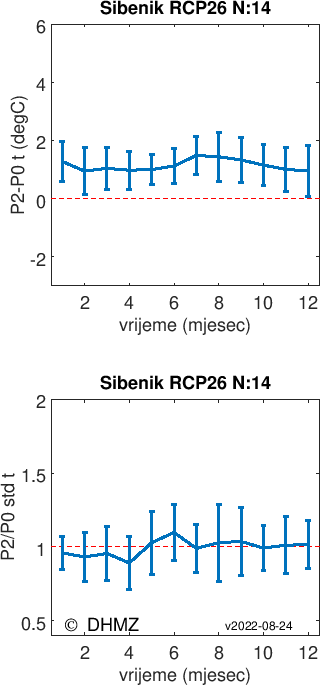 Sibenik RCP26 N:14
6
4
2
0
-2
P2-P0 t (degC)
2 4 6 8 10 12
vrijeme (mjesec)
Sibenik RCP26 N:14
2
1.5
1
0.5
P2/P0 std t
© DHMZ
v2022-08-24
2 4 6 8 10 12
vrijeme (mjesec)